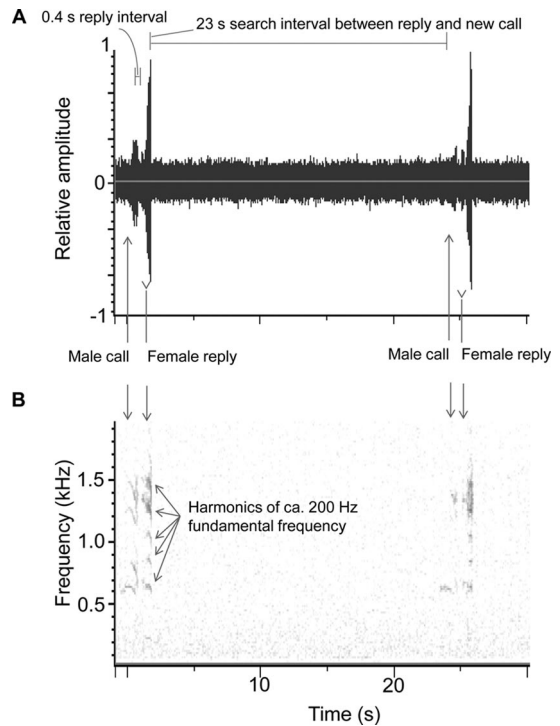 A
0.4 s reply interval
23 s search interval between reply and new call
1
0
-1
Relative amplitude
Male call
Female reply
Male call
Female reply
B
1.5
1.0
0.5
Frequency (kHz)
Harmonics of ca. 200 Hz
fundamental frequency
10
20
Time (s)